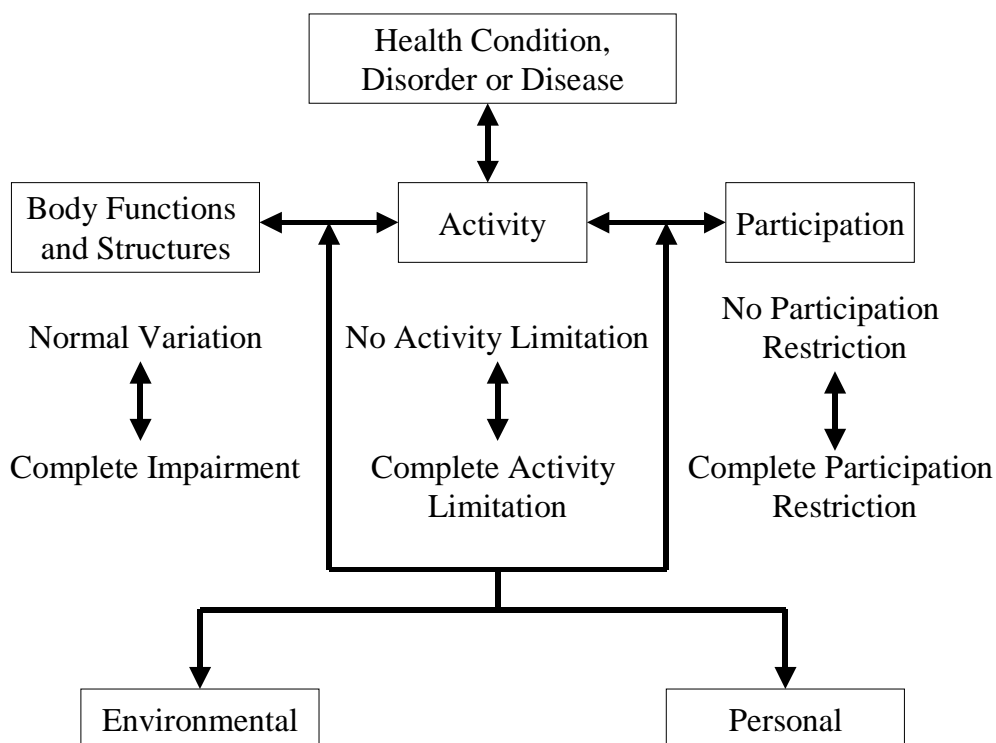 Health Condition,
Disorder or Disease
Body Functions
and Structures
Activity
Participation
Normal Variation
No Activity Limitation
No Participation
Restriction
Complete Impairment
Complete Activity
Limitation
Complete Participation
Restriction
Environmental
Personal